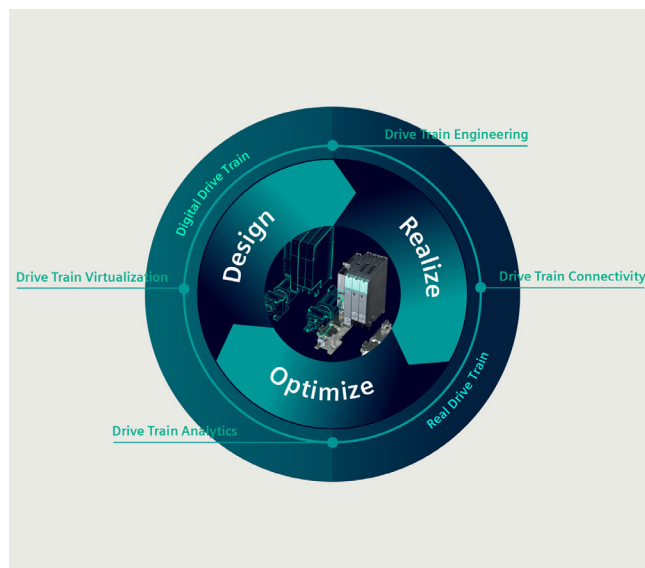 Drive Train Engineering
Digital Drive Train
Design
Realize
Drive Train Virtualization
Drive Train Connectivity
Optimize
Real Drive Train
Drive Train Analytics